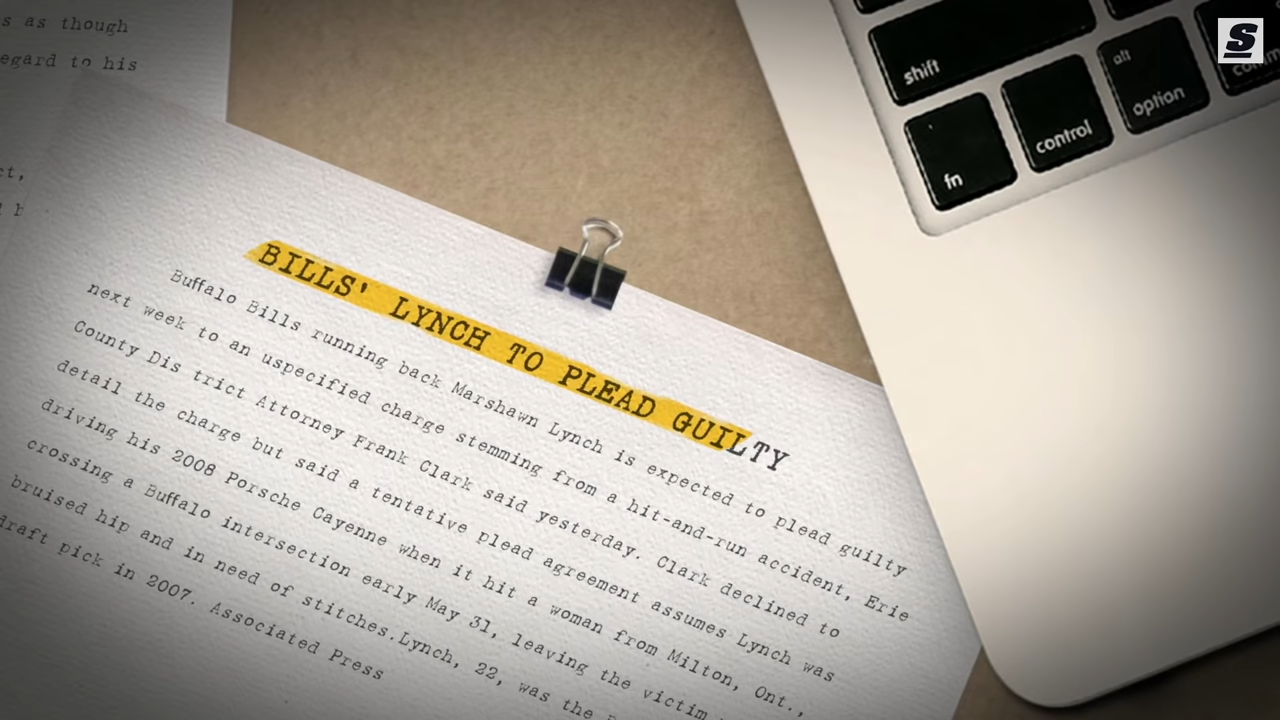 s as though
egard to his
BILLS' LYNCH TO PLEAD GUILTY
Buffalo Bills running back Marshawn Lynch is expected to plead guilty
next week to an uspecified charge stemming from a hit-and-run accident, Erie
County Dis trict Attorney Frank Clark said yesterday. Clark declined to
detail the charge but said a tentative plead agreement assumes Lynch was
driving his 2008 Porsche Cayenne when it hit a woman from Milton, Ont.,
crossing a Buffalo intersection early May 31, leaving the victim
bruised hip and in need of stitches.Lynch, 22, was the
draft pick in 2007. Associated Press
shift
alt
fn control option
S